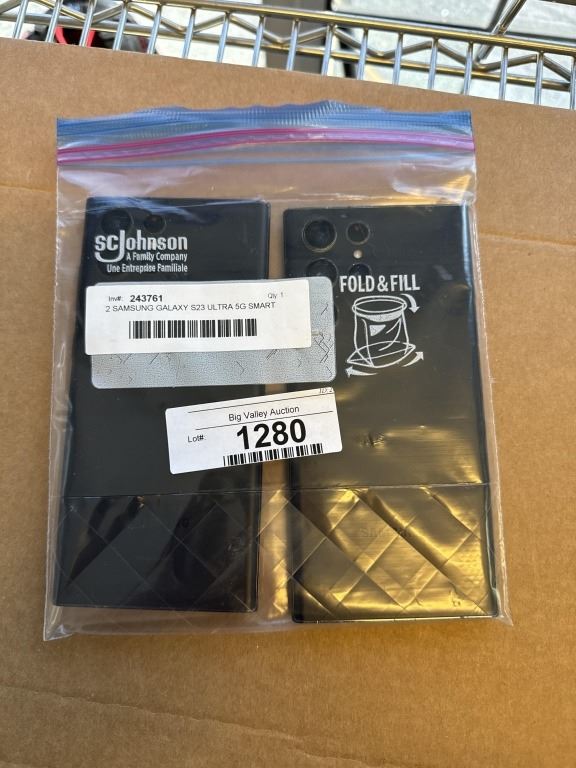 SC Johnson
A Family Company
Une Entreprise Familiale
FOLD & FILL
Inv#: 243761 Qty: 1
2 SAMSUNG GALAXY S23 ULTRA 5G SMART
Big Valley Auction
Lot#: 1280